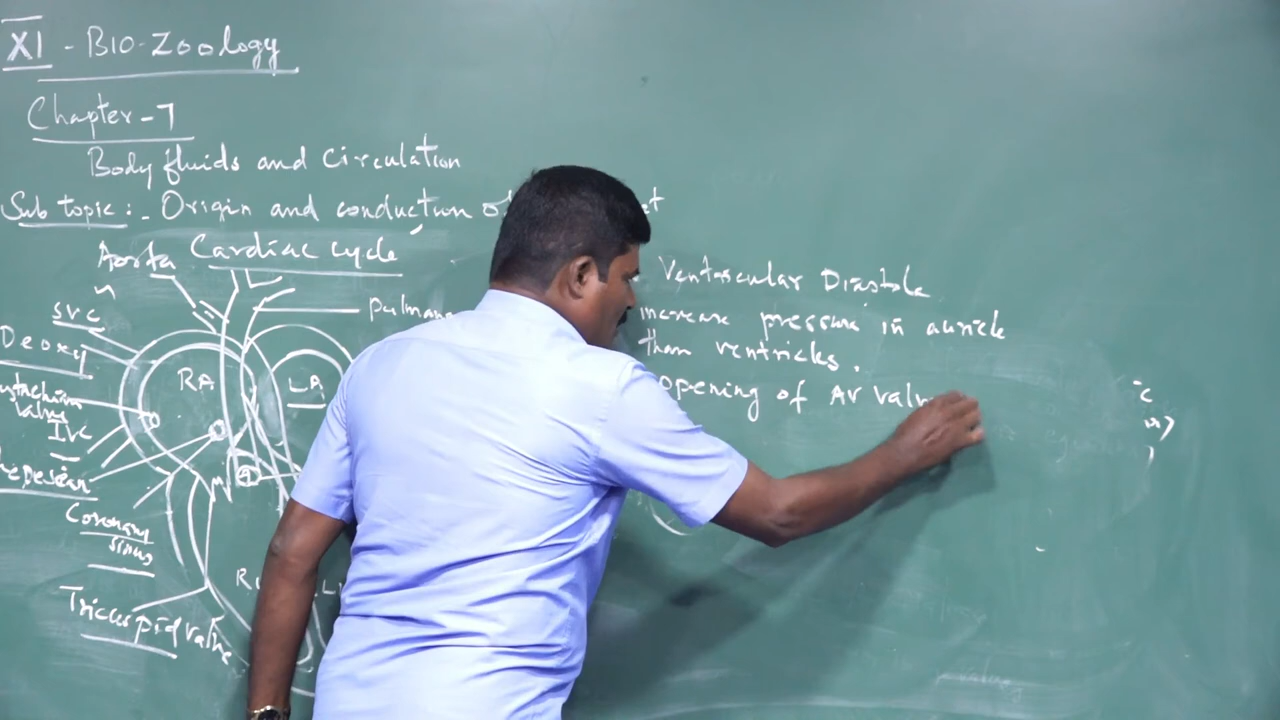 XI - BIO-Zoology
Chapter - 7
Body fluids and Circulation
Sub topic: - Origin and conduction of
Cardiac cycle
Aorta
SVC
Deoxy
valve
IVC
Coronary
sinus
Tricuspid valve
RA
LA
Ventricular Diastole
increase pressure in auricle
than ventricles.
opening of AV valv